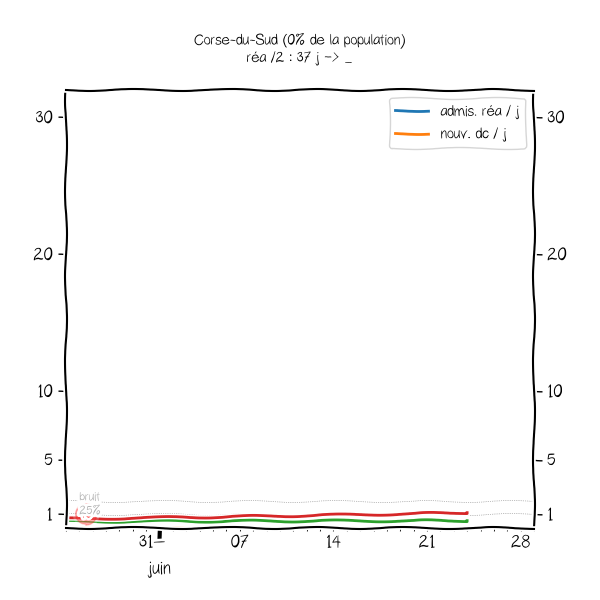 Corse-du-Sud (0% de la population)
réa /2 : 37 j -> _
admis. réa / j
nouv. dc / j
30
30
20
20
10
10
5
5
bruit
25%
1
1
31
07
14
21
28
juin